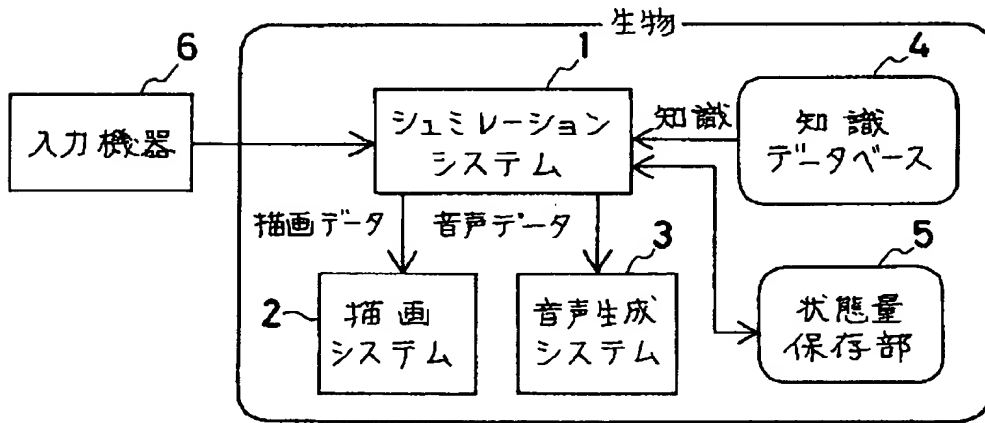 生物
6
入力機器
1
シュミレーション
システム
知識
4
知識
データベース
描画データ
音声データ
2
描画
システム
3
音声生成
システム
5
状態量
保存部